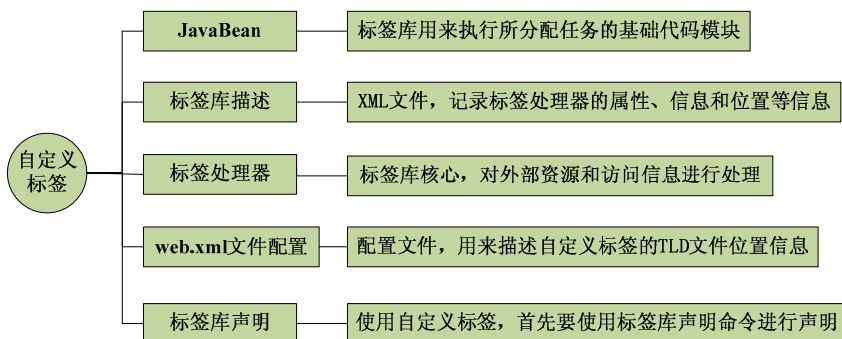 自定义
标签
JavaBean
标签库用来执行所分配任务的基础代码模块
标签库描述
XML文件，记录标签处理器的属性、信息和位置等信息
标签处理器
标签库核心，对外部资源和访问信息进行处理
web.xml文件配置
配置文件，用来描述自定义标签的TLD文件位置信息
标签库声明
使用自定义标签，首先要使用标签库声明命令进行声明